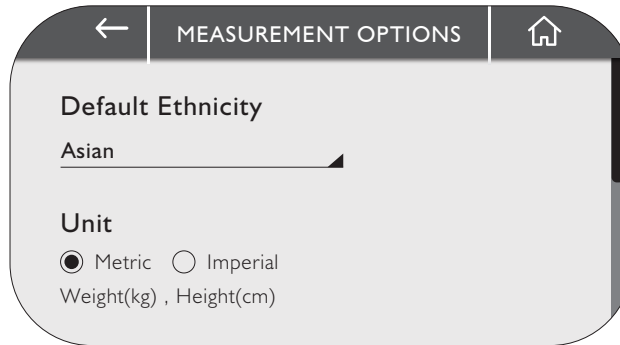 MEASUREMENT OPTIONS
Default Ethnicity
Asian
Unit
Metric Imperial
Weight(kg) , Height(cm)